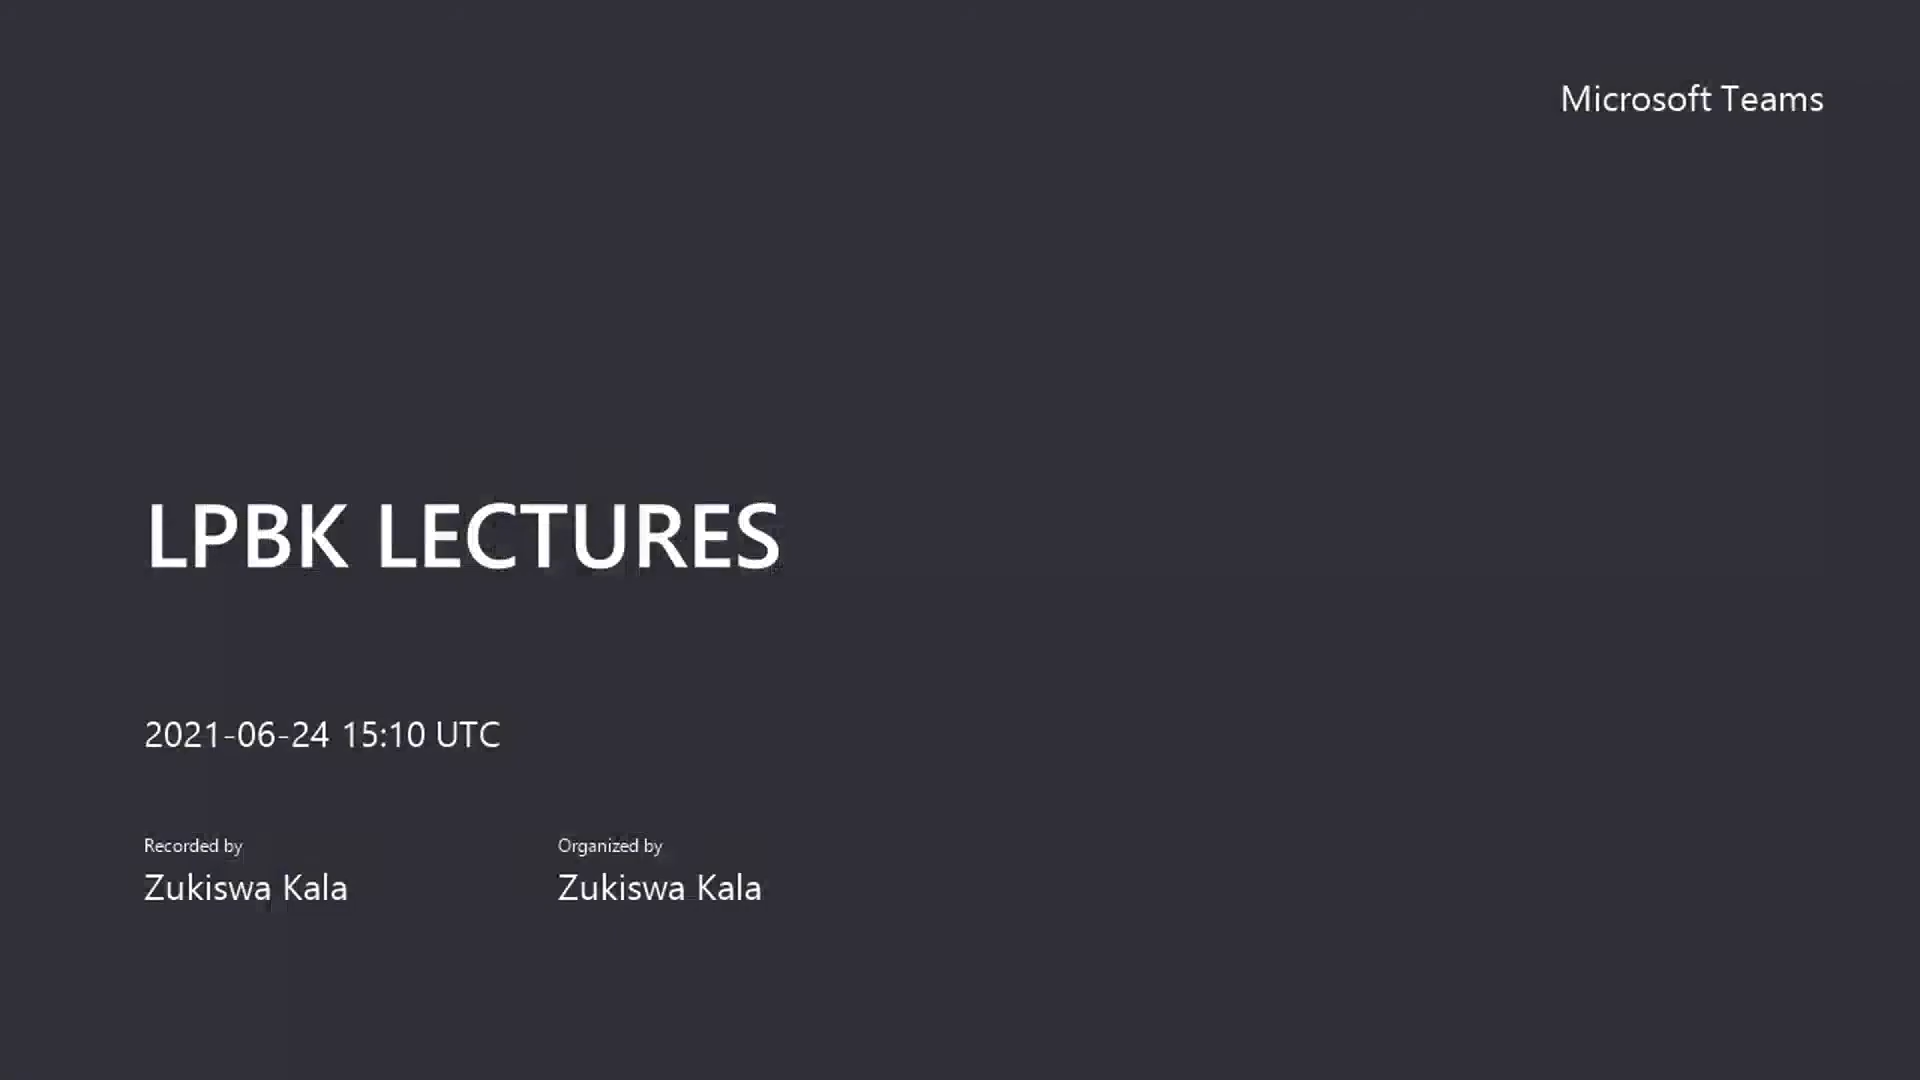 Microsoft Teams
LPBK LECTURES
2021-06-24 15:10 UTC
Recorded by
Zukiswa Kala
Organized by
Zukiswa Kala